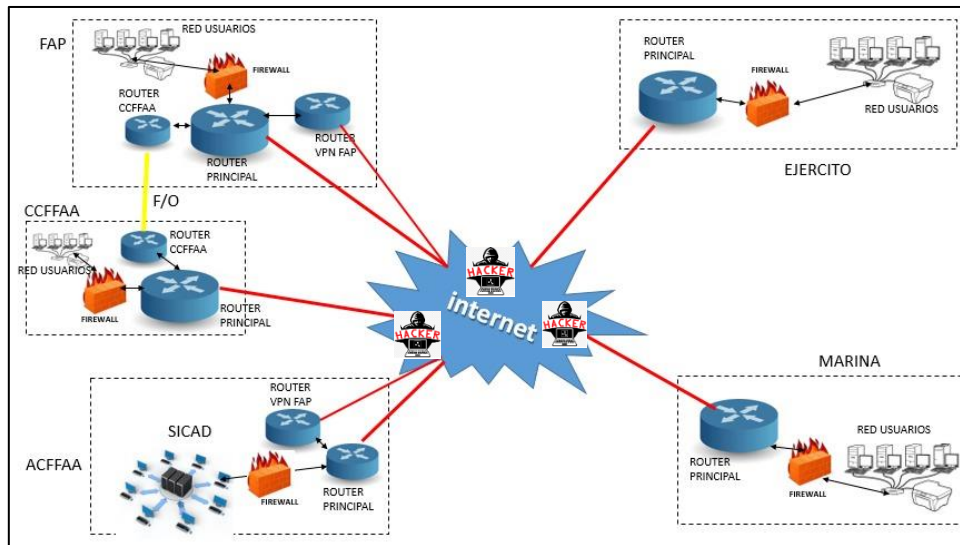 FAP
RED USUARIOS
FIREWALL
ROUTER
CCFFAA
ROUTER
PRINCIPAL
ROUTER
VPN FAP
F/O
CCFFAA
ROUTER
CCFFAA
RED USUARIOS
FIREWALL
ROUTER
PRINCIPAL
ACFFAA
SICAD
ROUTER
VPN FAP
FIREWALL
ROUTER
PRINCIPAL
HACKER
HACKER
HACKER
internet
ROUTER
PRINCIPAL
FIREWALL
RED USUARIOS
EJERCITO
MARINA
ROUTER
PRINCIPAL
FIREWALL
RED USUARIOS